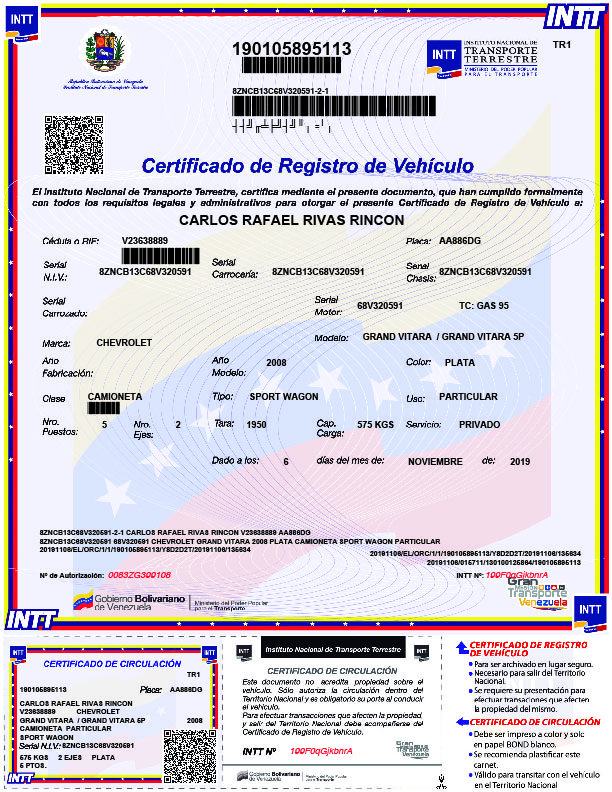 INTT
INTT
190105895113
INTT
INSTITUTO NACIONAL DE
TRANSPORTE
TERRESTRE
MINISTERIO DEL PODER POPULAR
PARA EL TRANSPORTE
TR1
República Bolivariana de Venezuela
Instituto Nacional de Transporte Terrestre
8ZNCB13C68V320591-2-1
Certificado de Registro de Vehículo
El Instituto Nacional de Transporte Terrestre, certifica mediante el presente documento, que han cumplido formalmente
con todos los requisitos legales y administrativos para otorgar el presente Certificado de Registro de Vehículo a:
CARLOS RAFAEL RIVAS RINCON
Cédula o RIF: V23638889 Placa: AA886DG
Serial N.I.V.: 8ZNCB13C68V320591 Serial Carrocería: 8ZNCB13C68V320591 Serial Chasis: 8ZNCB13C68V320591
Serial Carrozado: Serial Motor: 68V320591 TC: GAS 95
Marca: CHEVROLET Modelo: GRAND VITARA / GRAND VITARA 5P
Año Fabricación: Año Modelo: 2008 Color: PLATA
Clase CAMIONETA Tipo: SPORT WAGON Uso: PARTICULAR
Nro. Puestos: 5 Nro. Ejes: 2 Tara: 1950 Cap. Carga: 575 KGS Servicio: PRIVADO
Dado a los: 6 días del mes de: NOVIEMBRE de: 2019
8ZNCB13C68V320591-2-1 CARLOS RAFAEL RIVAS RINCON V23638889 AA886DG
8ZNCB13C68V320591 68V320591 CHEVROLET GRAND VITARA 2008 PLATA CAMIONETA SPORT WAGON PARTICULAR
20191106/EL/ORC/1/1/190105895113/Y8D2D2T/20191106/135634
20191106/EL/ORC/1/1/190105895113/Y8D2D2T/20191106/135634
20191106/015711/130100125864/190105895113
Nº de Autorización: 0083ZG300108 INTT Nº: 199F0qGjkbnrA
Gobierno Bolivariano
de Venezuela
Ministerio del Poder Popular
para el Transporte
Gran Misión
Transporte
Venezuela
INTT
INTT
CERTIFICADO DE CIRCULACIÓN
TR1
190105895113 Placa: AA886DG
CARLOS RAFAEL RIVAS RINCON
V23638889 CHEVROLET
GRAND VITARA / GRAND VITARA 5P 2008
CAMIONETA PARTICULAR
SPORT WAGON
Serial N.I.V.: 8ZNCB13C68V320591
575 KGS 2 EJES PLATA
5 PTOS.
INTT
INTT
Instituto Nacional de Transporte Terrestre
CERTIFICADO DE CIRCULACIÓN
Este documento no acredita propiedad sobre el
vehículo. Sólo autoriza la circulación dentro del
Territorio Nacional y es obligatorio su porte al conducir
el vehículo.
Para efectuar transacciones que afecten la propiedad
y salir del Territorio Nacional debe acompañarse del
Certificado de Registro de Vehículo.
INTT Nº 199F0qGjkbnrA
Gobierno Bolivariano
de Venezuela
CERTIFICADO DE REGISTRO
DE VEHÍCULO
Para ser archivado en lugar seguro.
Necesario para salir del Territorio
Nacional.
Se requiere su presentación para
efectuar transacciones que afecten
la propiedad del mismo.
CERTIFICADO DE CIRCULACIÓN
Debe ser impreso a color y solo
en papel BOND blanco.
Se recomienda plastificar este
carnet.
Válido para transitar con el vehículo
en el Territorio Nacional